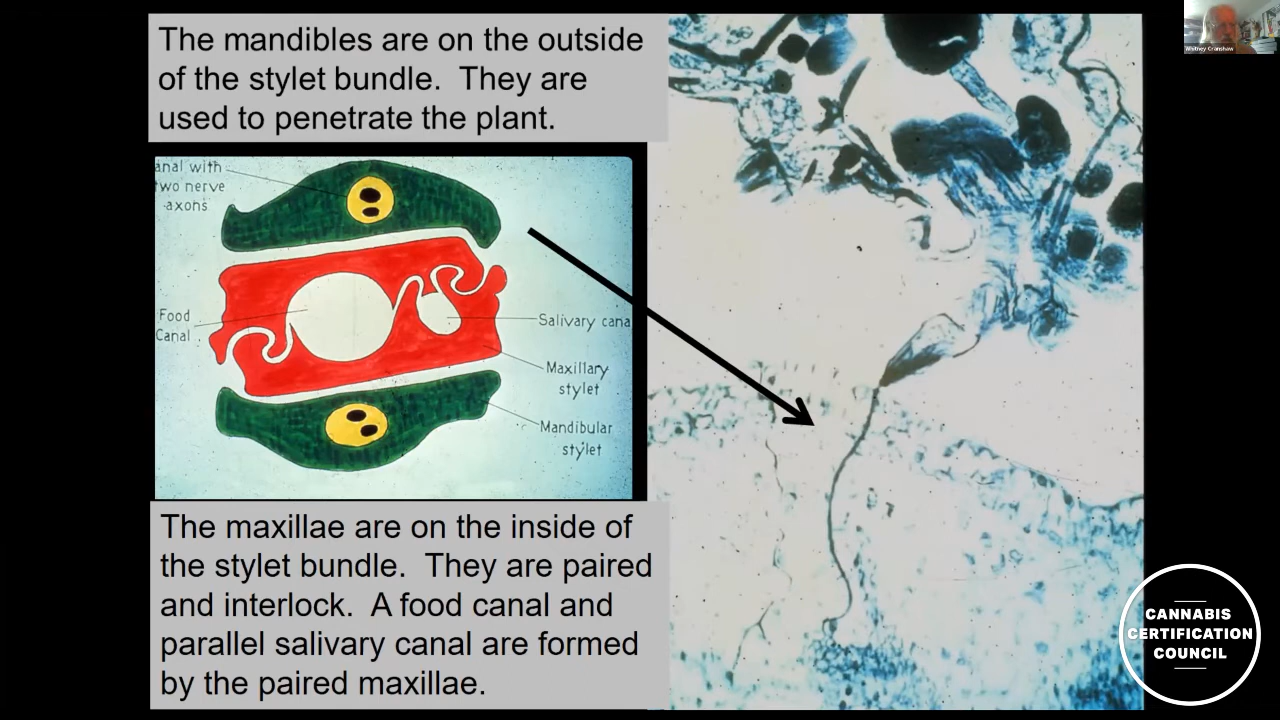 The mandibles are on the outside
of the stylet bundle. They are
used to penetrate the plant.
anal with
two nerve
axons
Food
Canal
Salivary cana
Maxillary
stylet
Mandibular
stylet
The maxillae are on the inside of
the stylet bundle. They are paired
and interlock. A food canal and
parallel salivary canal are formed
by the paired maxillae.
Whitney Cranshaw
CANNABIS
CERTIFICATION
COUNCIL